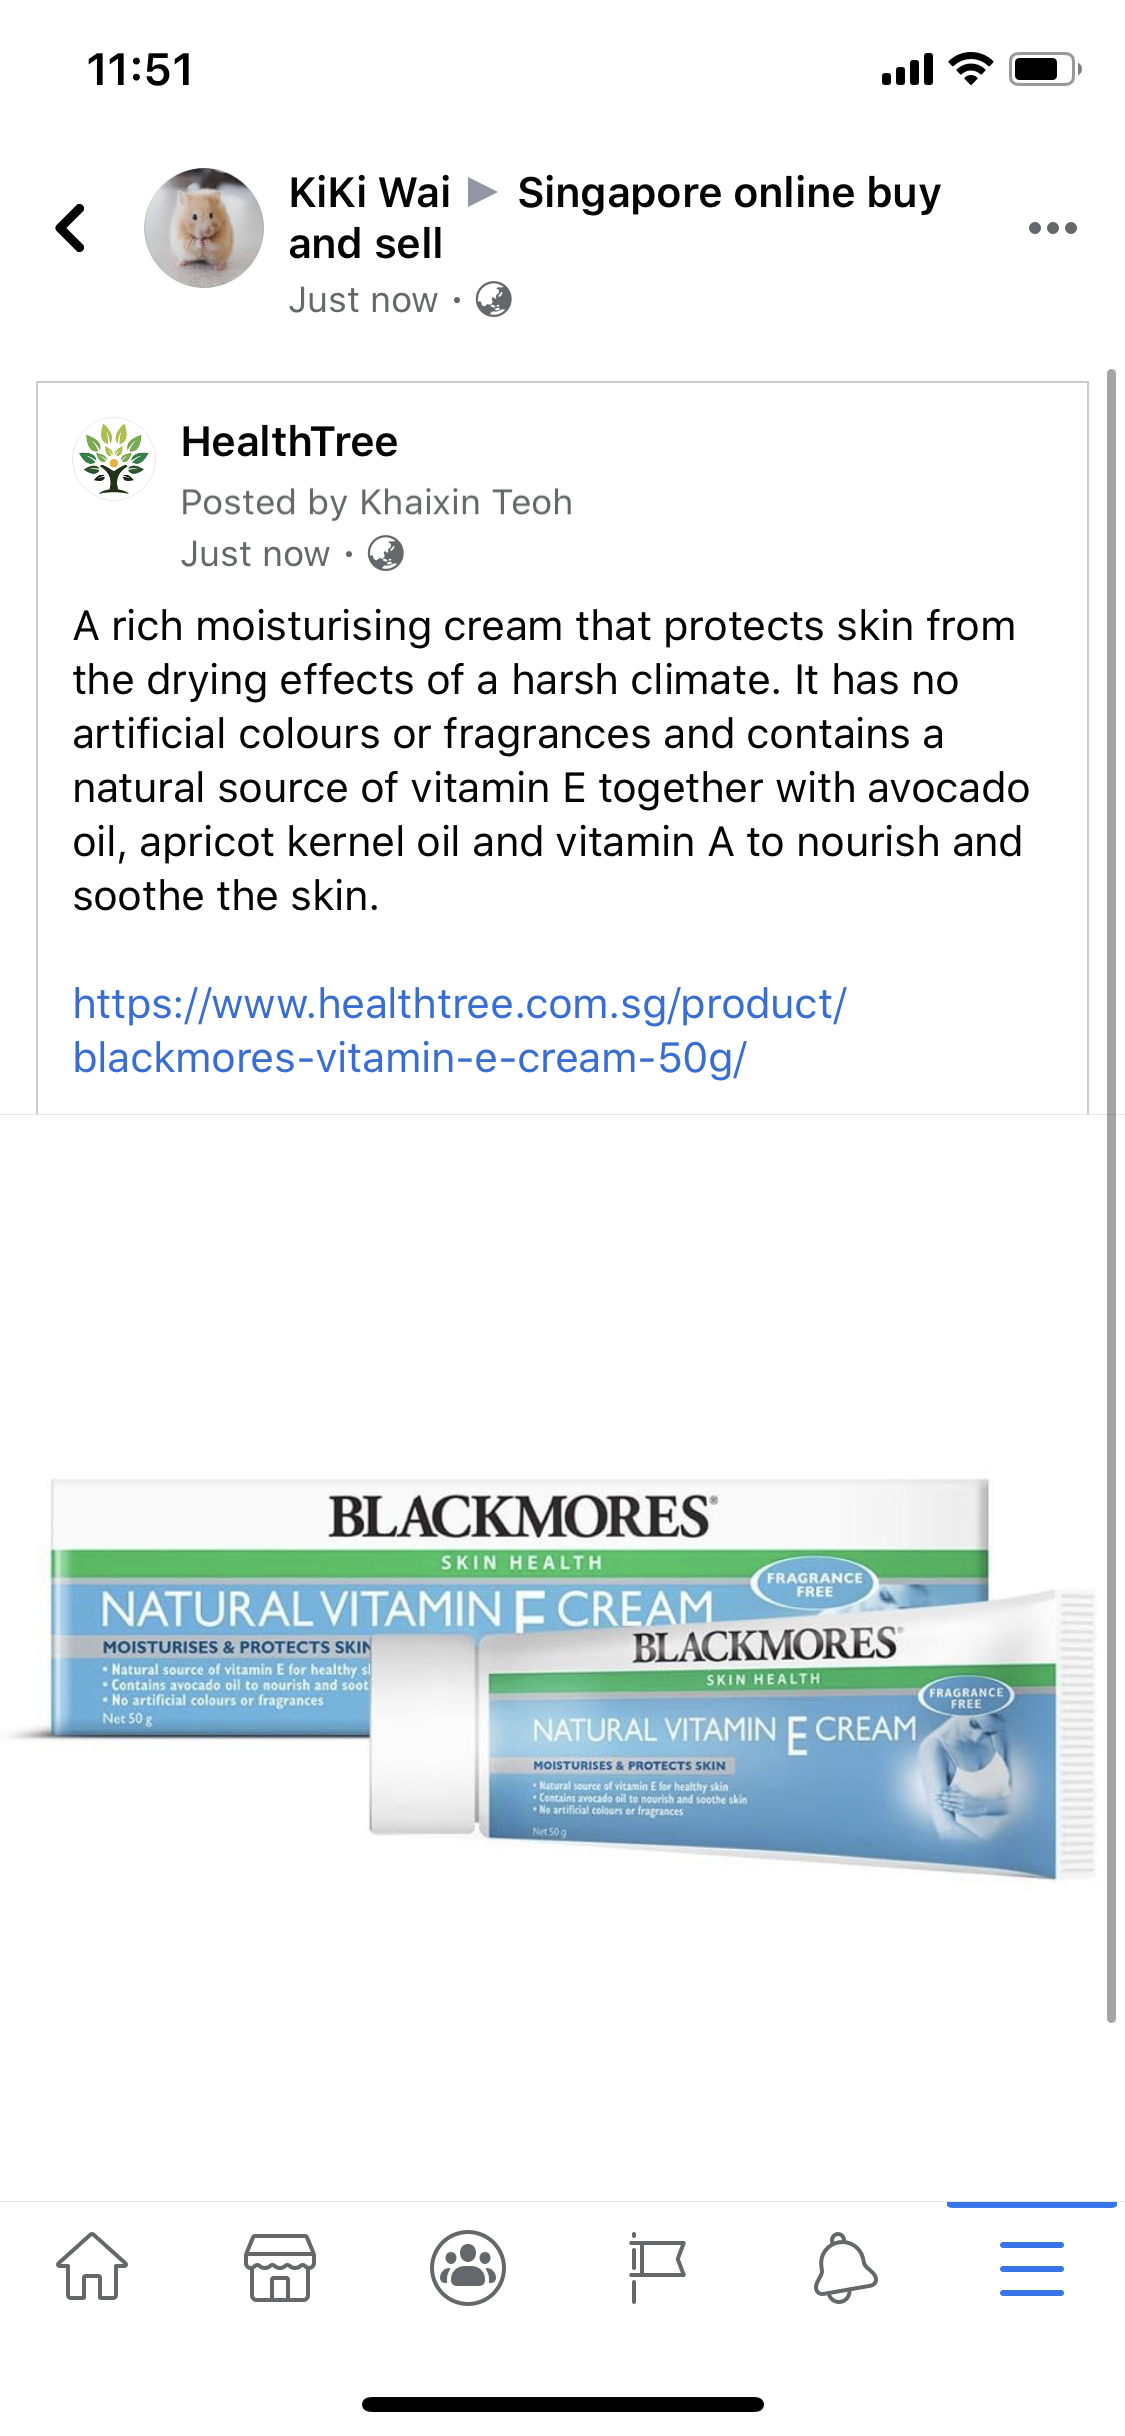 11:51
KiKi Wai ▶ Singapore online buy
and sell
Just now ·
HealthTree
Posted by Khaixin Teoh
Just now ·
A rich moisturising cream that protects skin from
the drying effects of a harsh climate. It has no
artificial colours or fragrances and contains a
natural source of vitamin E together with avocado
oil, apricot kernel oil and vitamin A to nourish and
soothe the skin.
https://www.healthtree.com.sg/product/
blackmores-vitamin-e-cream-50g/
BLACKMORES®
SKIN HEALTH
FRAGRANCE
FREE
NATURAL VITAMIN E CREAM
MOISTURISES & PROTECTS SKIN
• Natural source of vitamin E for healthy s
• Contains avocado oil to nourish and soot
• No artificial colours or fragrances
Net 50 g
BLACKMORES®
SKIN HEALTH
FRAGRANCE
FREE
NATURAL VITAMIN E CREAM
MOISTURISES & PROTECTS SKIN
• Natural source of vitamin E for healthy skin
• Contains avocado oil to nourish and soothe skin
• No artificial colours or fragrances
Net 50 g